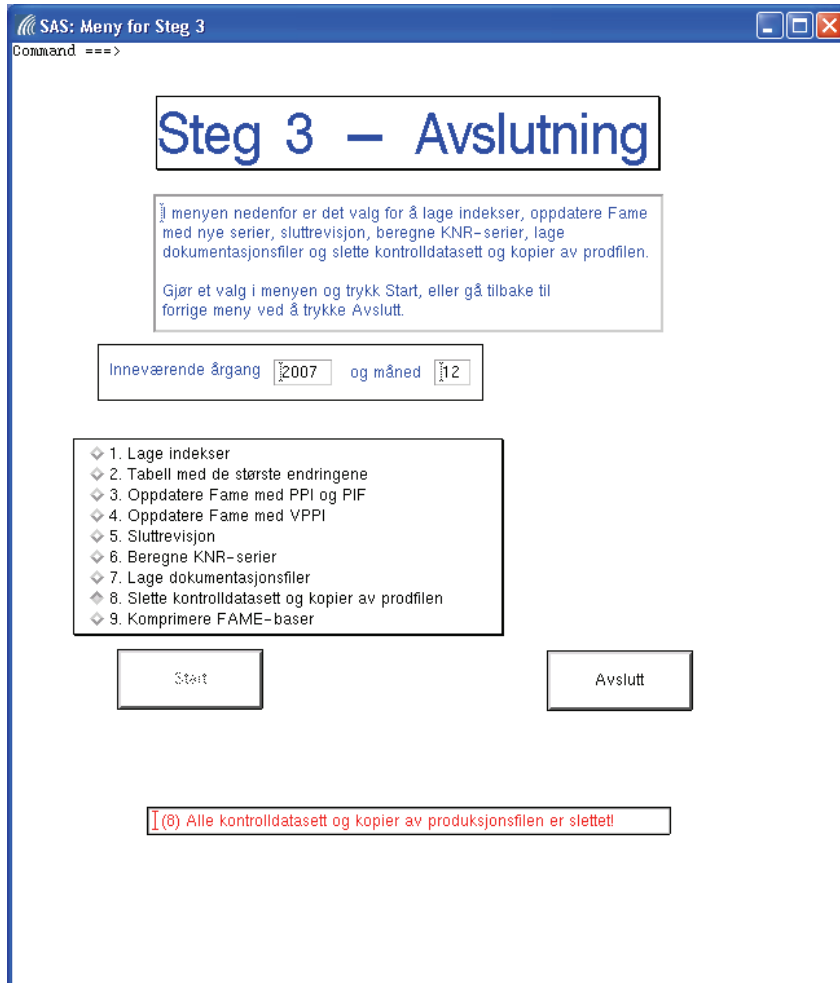 SAS: Meny for Steg 3
Command ===>
Steg 3 – Avslutning
I menyen nedenfor er det valg for å lage indekser, oppdatere Fame
med nye serier, sluttrevisjon, beregne KNR-serier, lage
dokumentasjonsfiler og slette kontrolldatasett og kopier av prodfilen.
Gjør et valg i menyen og trykk Start, eller gå tilbake til
forrige meny ved å trykke Avslutt.
Inneværende årgang 2007 og måned 12
1. Lage indekser
2. Tabell med de største endringene
3. Oppdatere Fame med PPI og PIF
4. Oppdatere Fame med VPPI
5. Sluttrevisjon
6. Beregne KNR-serier
7. Lage dokumentasjonsfiler
8. Slette kontrolldatasett og kopier av prodfilen
9. Komprimere FAME-baser
Start Avslutt
(8) Alle kontrolldatasett og kopier av produksjonsfilen er slettet!